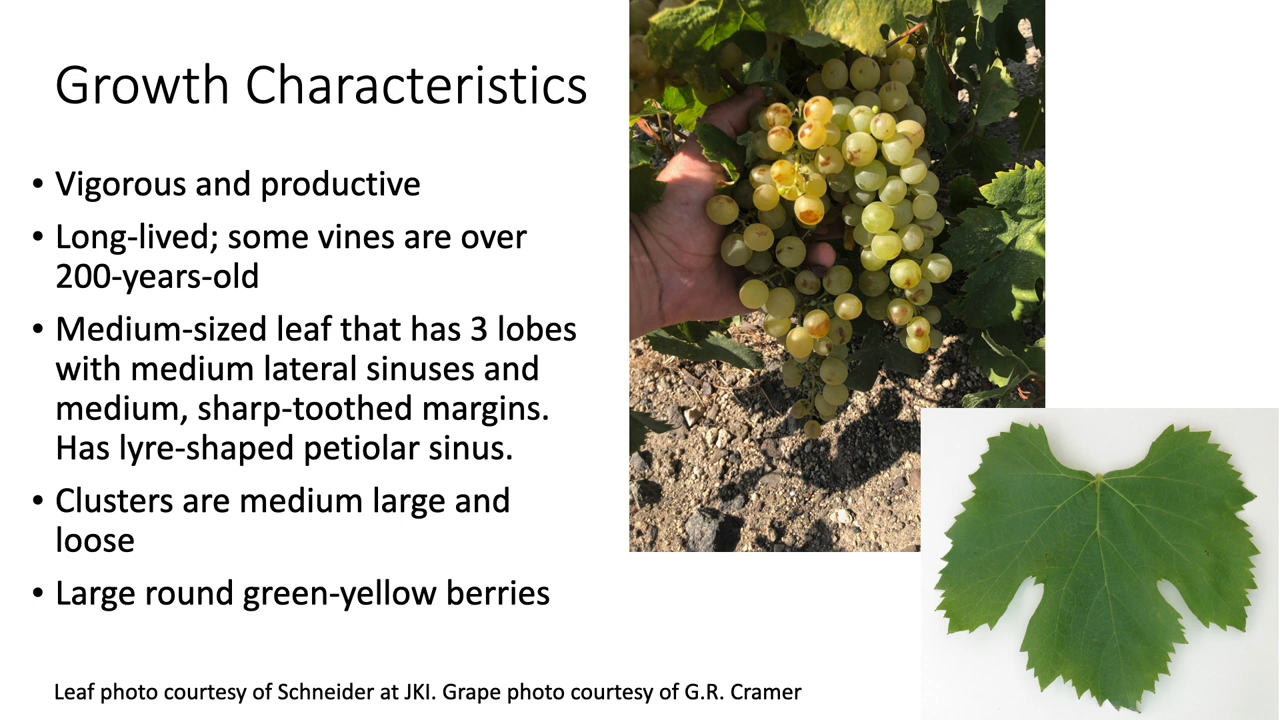 Growth Characteristics
• Vigorous and productive
• Long-lived; some vines are over
200-years-old
• Medium-sized leaf that has 3 lobes
with medium lateral sinuses and
medium, sharp-toothed margins.
Has lyre-shaped petiolar sinus.
• Clusters are medium large and
loose
• Large round green-yellow berries
Leaf photo courtesy of Schneider at JKI. Grape photo courtesy of G.R. Cramer